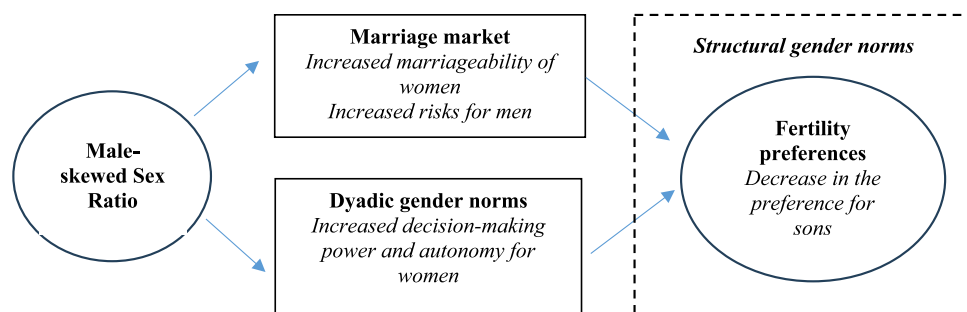 Male-
skewed Sex
Ratio
Marriage market
Increased marriageability of
women
Increased risks for men
Dyadic gender norms
Increased decision-making
power and autonomy for
women
Structural gender norms
Fertility
preferences
Decrease in the
preference for
sons